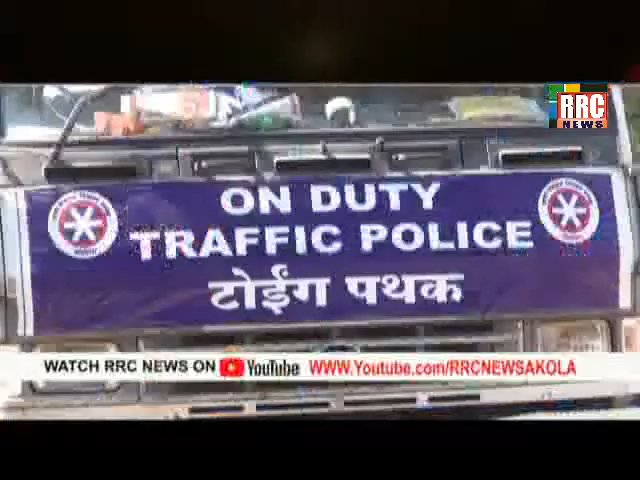 RRC
NEWS
ON DUTY
TRAFFIC POLICE
टोईंग पथक
WATCH RRC NEWS ON YouTube WWW.Youtube.com/RRCNEWSAKOLA